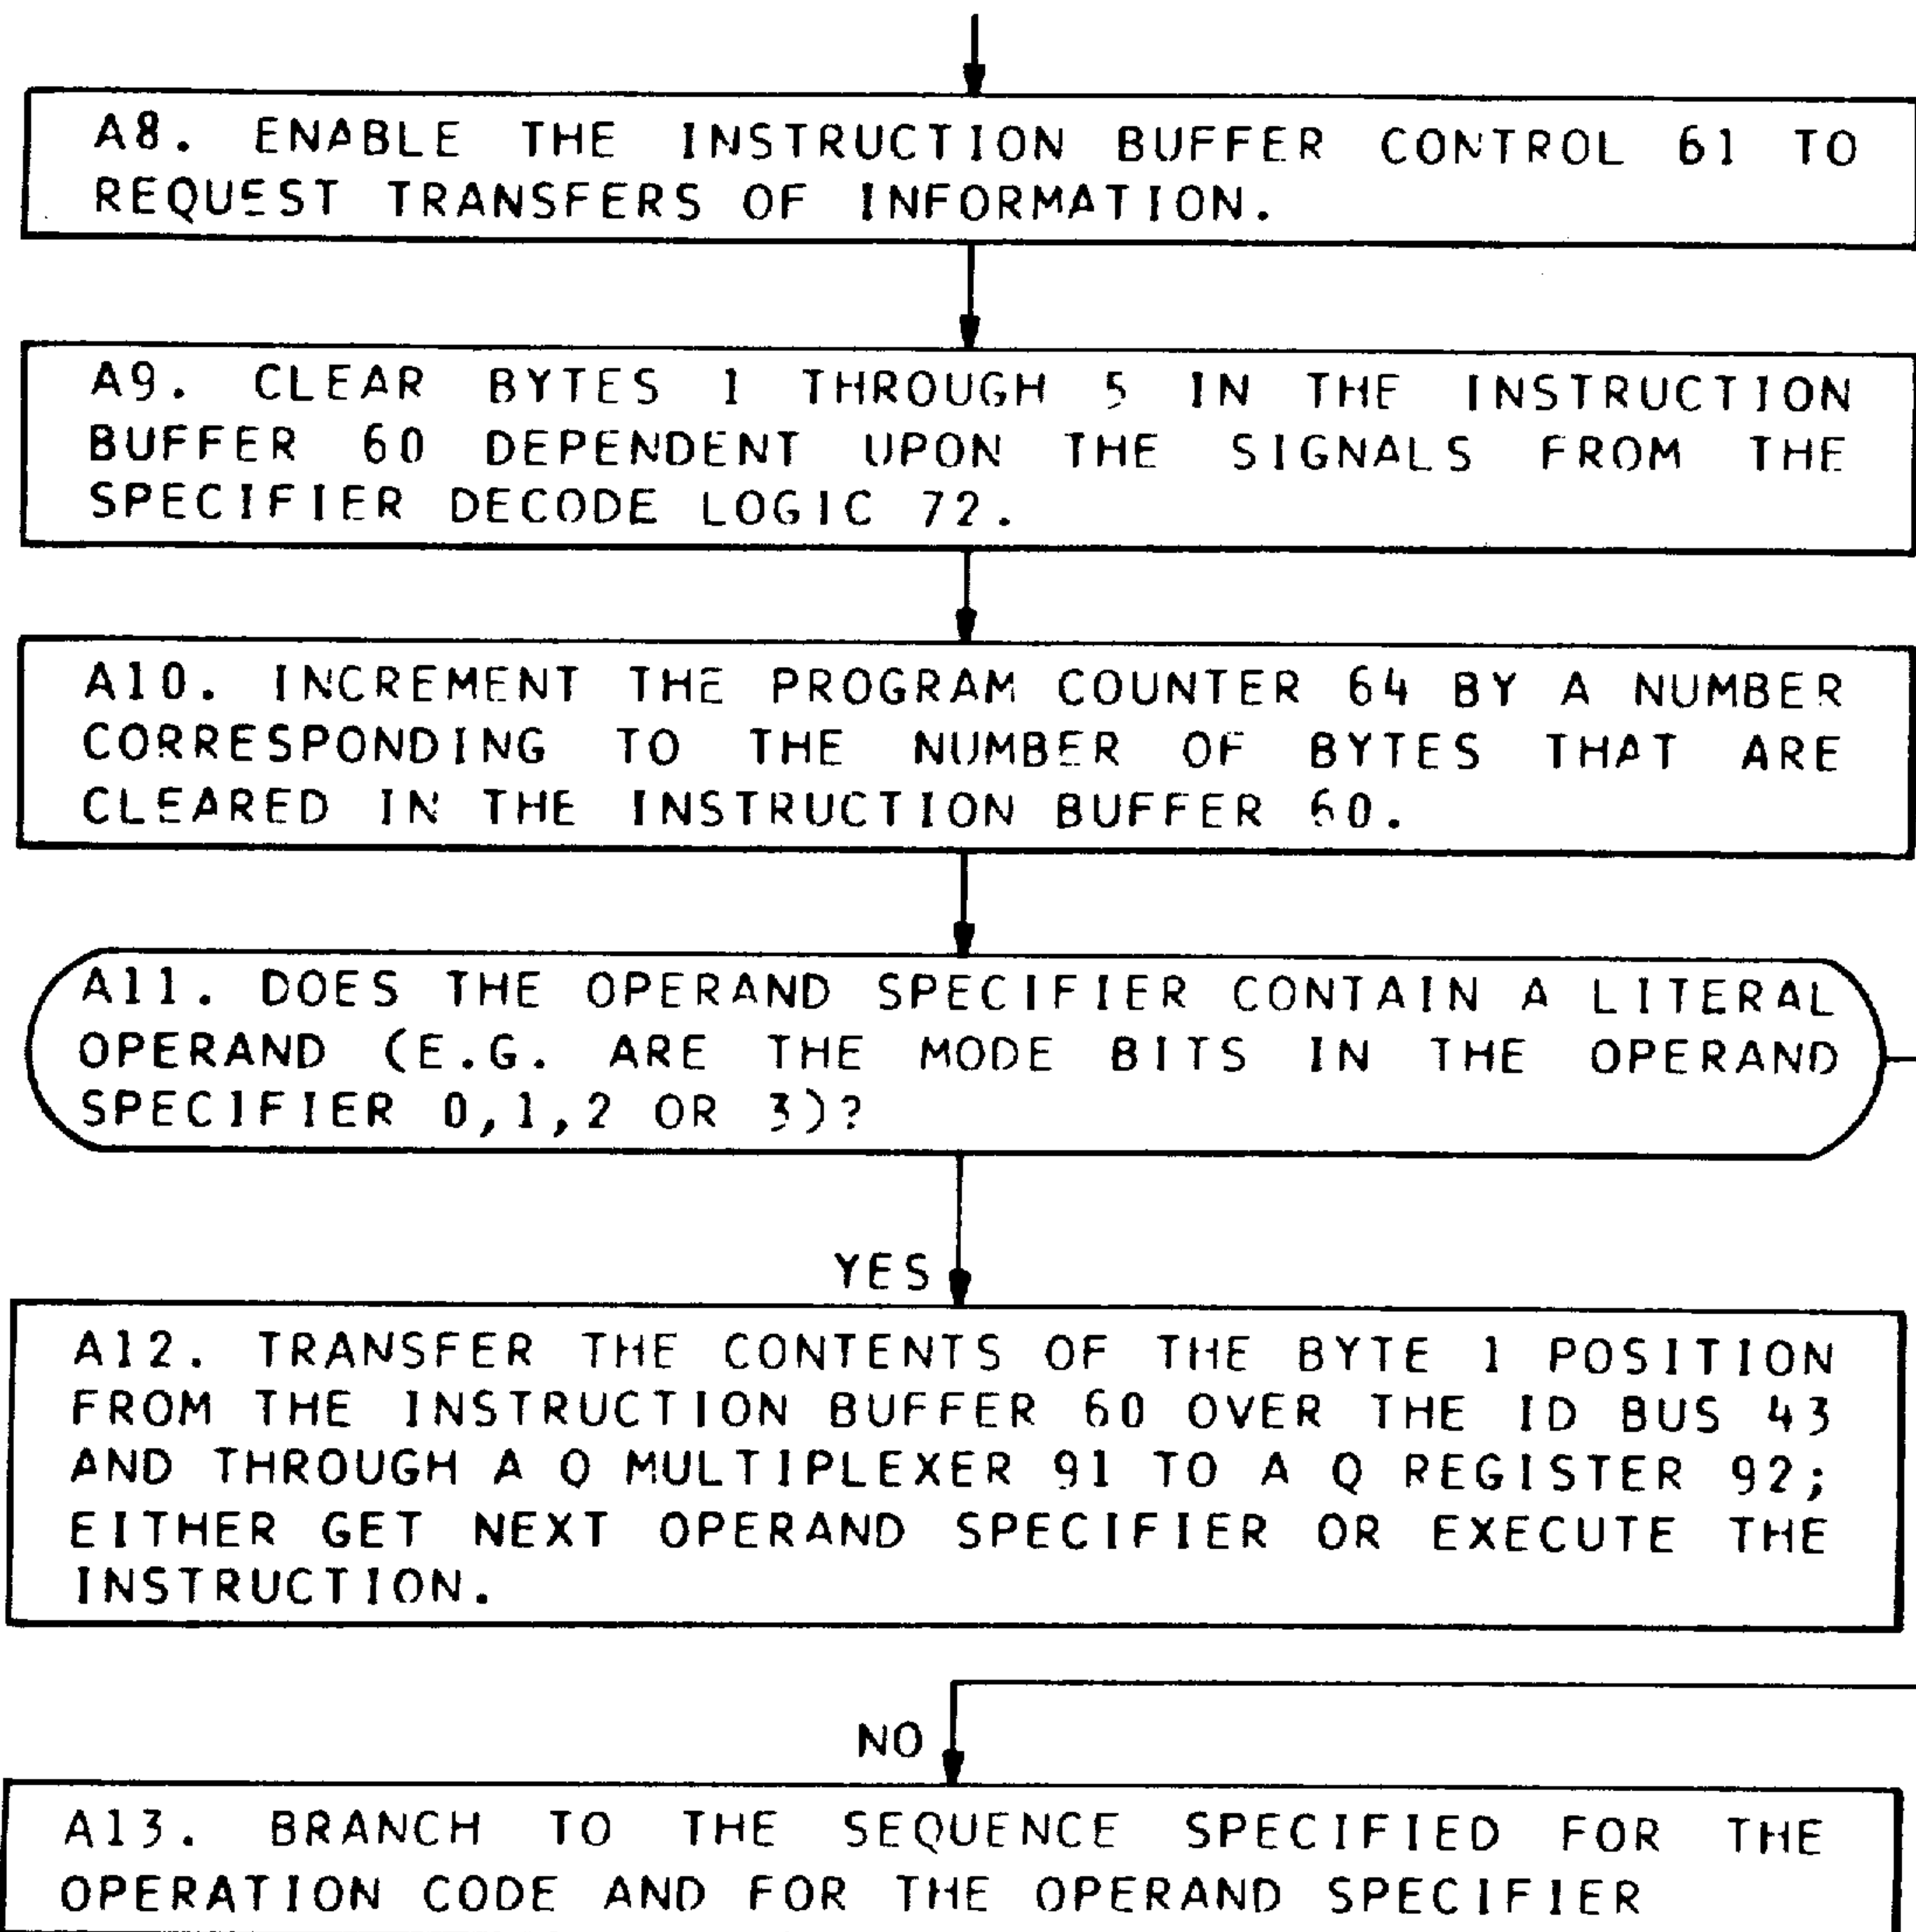 A8. ENABLE THE INSTRUCTION BUFFER CONTROL 61 TO
REQUEST TRANSFERS OF INFORMATION.
A9. CLEAR BYTES 1 THROUGH 5 IN THE INSTRUCTION
BUFFER 60 DEPENDENT UPON THE SIGNALS FROM THE
SPECIFIER DECODE LOGIC 72.
A10. INCREMENT THE PROGRAM COUNTER 64 BY A NUMBER
CORRESPONDING TO THE NUMBER OF BYTES THAT ARE
CLEARED IN THE INSTRUCTION BUFFER 60.
A11. DOES THE OPERAND SPECIFIER CONTAIN A LITERAL
OPERAND (E.G. ARE THE MODE BITS IN THE OPERAND
SPECIFIER 0,1,2 OR 3)?
YES
A12. TRANSFER THE CONTENTS OF THE BYTE 1 POSITION
FROM THE INSTRUCTION BUFFER 60 OVER THE ID BUS 43
AND THROUGH A Q MULTIPLEXER 91 TO A Q REGISTER 92;
EITHER GET NEXT OPERAND SPECIFIER OR EXECUTE THE
INSTRUCTION.
NO
A13. BRANCH TO THE SEQUENCE SPECIFIED FOR THE
OPERATION CODE AND FOR THE OPERAND SPECIFIER